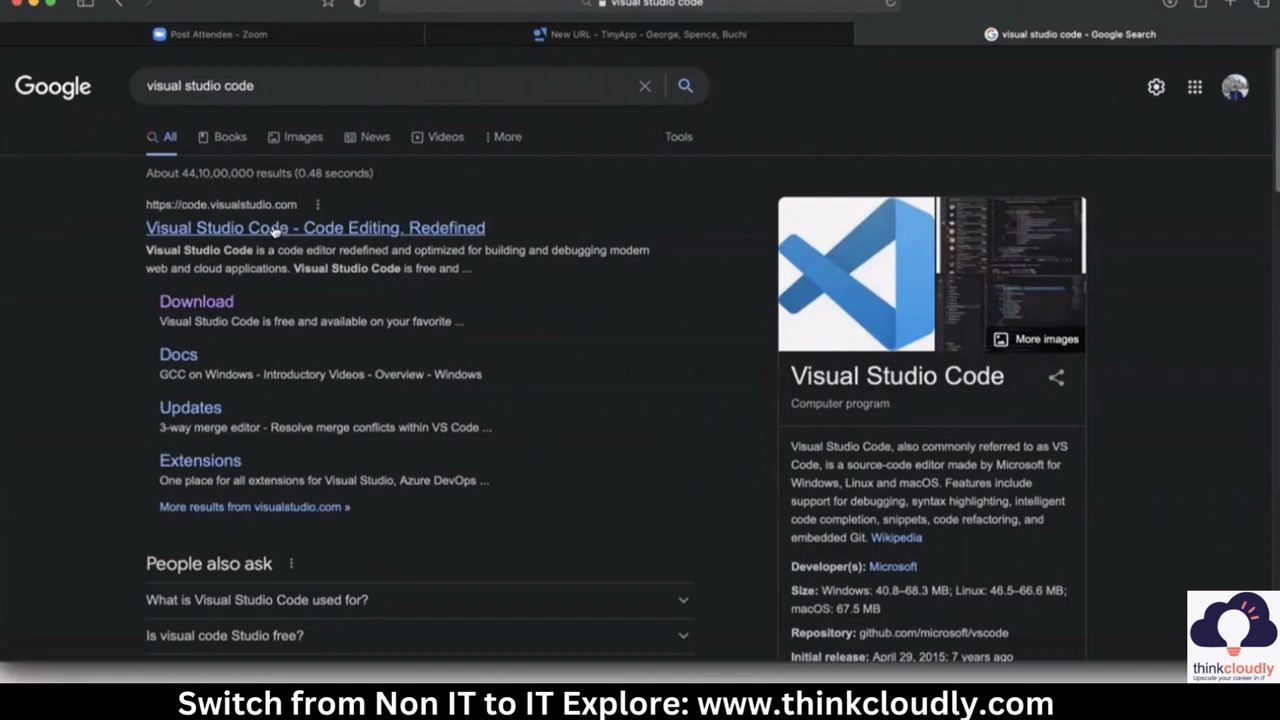 visual studio code
Post Attendee - Zoom
New URL - TinyApp - George, Spence, Buchi
visual studio code - Google Search
Google
visual studio code
All
Books
Images
News
Videos
More
Tools
About 44,10,00,000 results (0.48 seconds)
https://code.visualstudio.com
Visual Studio Code - Code Editing. Redefined
Visual Studio Code is a code editor redefined and optimized for building and debugging modern
web and cloud applications. Visual Studio Code is free and ...
Download
Visual Studio Code is free and available on your favorite ...
Docs
GCC on Windows - Introductory Videos - Overview - Windows
Updates
3-way merge editor - Resolve merge conflicts within VS Code ...
Extensions
One place for all extensions for Visual Studio, Azure DevOps ...
More results from visualstudio.com »
People also ask
What is Visual Studio Code used for?
Is visual code Studio free?
More images
Visual Studio Code
Computer program
Visual Studio Code, also commonly referred to as VS
Code, is a source-code editor made by Microsoft for
Windows, Linux and macOS. Features include
support for debugging, syntax highlighting, intelligent
code completion, snippets, code refactoring, and
embedded Git. Wikipedia
Developer(s): Microsoft
Size: Windows: 40.8–68.3 MB; Linux: 46.5–66.6 MB;
macOS: 67.5 MB
Repository: github.com/microsoft/vscode
Initial release: April 29, 2015; 7 years ago
thinkcloudly
Upscale your career in IT
Switch from Non IT to IT Explore: www.thinkcloudly.com